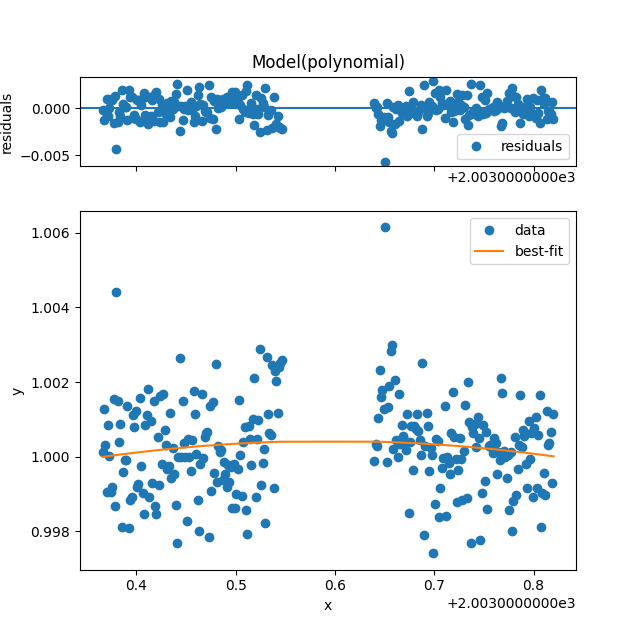 Model(polynomial)
0.000
−0.005
residuals
residuals
+2.0030000000e3
1.006
1.004
1.002
1.000
0.998
y
data
best-fit
0.4 0.5 0.6 0.7 0.8
x
+2.0030000000e3